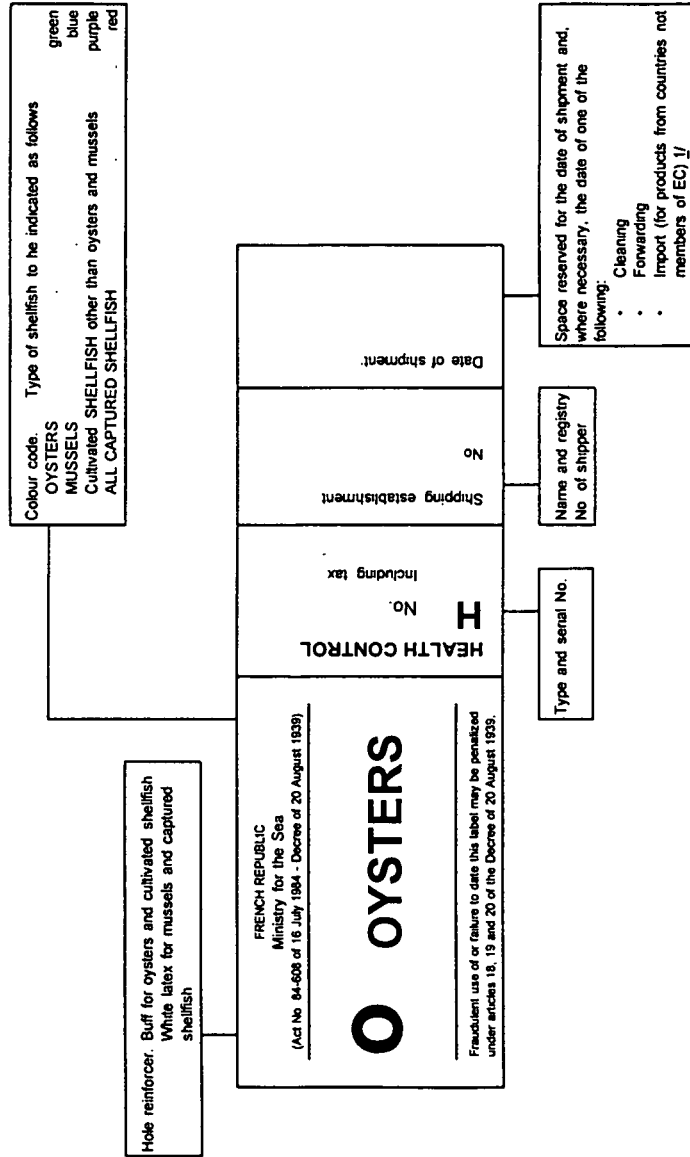 Hole reinforcer. Buff for oysters and cultivated shellfish
White latex for mussels and captured
shellfish
Colour code. Type of shellfish to he indicated as follows
OYSTERS green
MUSSELS blue
Cultivated SHELLFISH other than oysters and mussels purple
ALL CAPTURED SHELLFISH red
FRENCH REPUBLIC
Ministry for the Sea
(Act No 84-608 of 16 July 1984 - Decree of 20 August 1939)
O OYSTERS
Fraudulent use of or failure to date this label may be penalized
under articles 18, 19 and 20 of the Decree of 20 August 1939.
HEALTH CONTROL
H No.
Including tax
Shipping establishment
No
Date of shipment
Type and serial No.
Name and registry
No of shipper
Space reserved for the date of shipment and,
where necessary, the date of one of the
following:
• Cleaning
• Forwarding
• Import (for products from countries not
members of EC) 1/